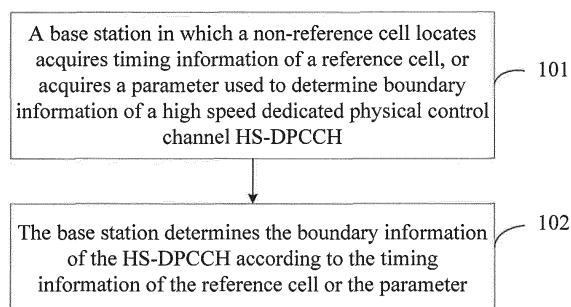 A base station in which a non-reference cell locates
acquires timing information of a reference cell, or
acquires a parameter used to determine boundary
information of a high speed dedicated physical control
channel HS-DPCCH
101
The base station determines the boundary information
of the HS-DPCCH according to the timing
information of the reference cell or the parameter
102